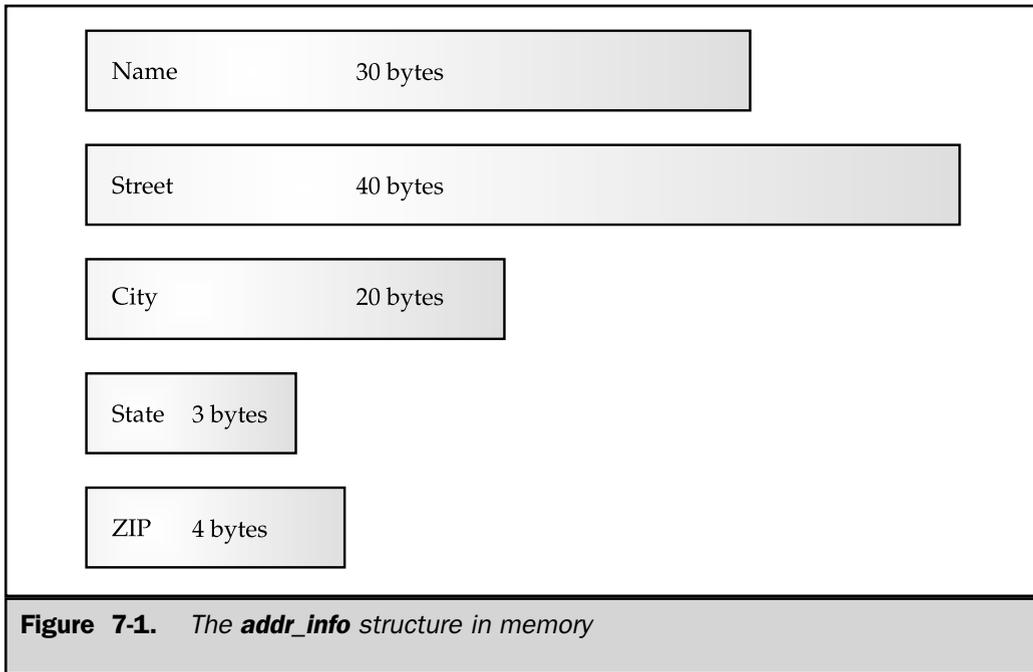 Name 30 bytes
Street 40 bytes
City 20 bytes
State 3 bytes
ZIP 4 bytes
Figure 7-1. The addr_info structure in memory